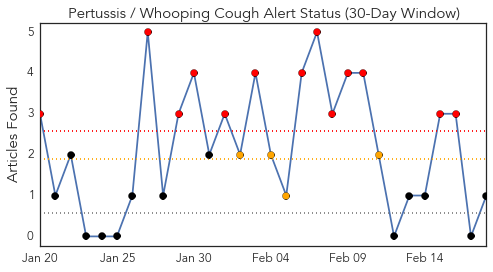 Pertussis / Whooping Cough Alert Status (30-Day Window)
Articles Found
5
4
3
2
1
0
Jan 20 Jan 25 Jan 30 Feb 04 Feb 09 Feb 14